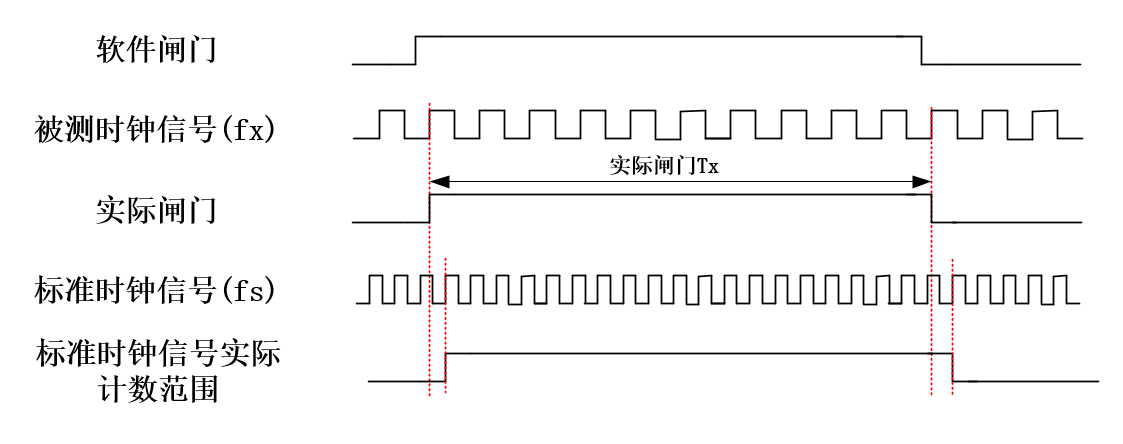 软件闸门
被测时钟信号(fx)
实际闸门Tx
实际闸门
标准时钟信号(fs)
标准时钟信号实际
计数范围